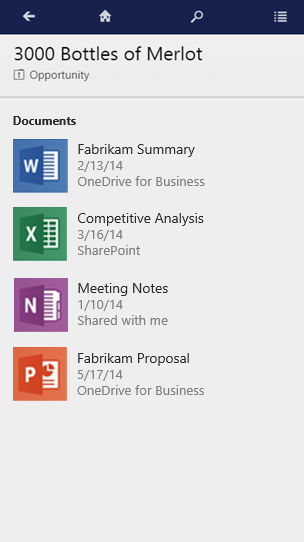 3000 Bottles of Merlot
Opportunity
Documents
W
Fabrikam Summary
2/13/14
OneDrive for Business
X
Competitive Analysis
3/16/14
SharePoint
N
Meeting Notes
1/10/14
Shared with me
P
Fabrikam Proposal
5/17/14
OneDrive for Business